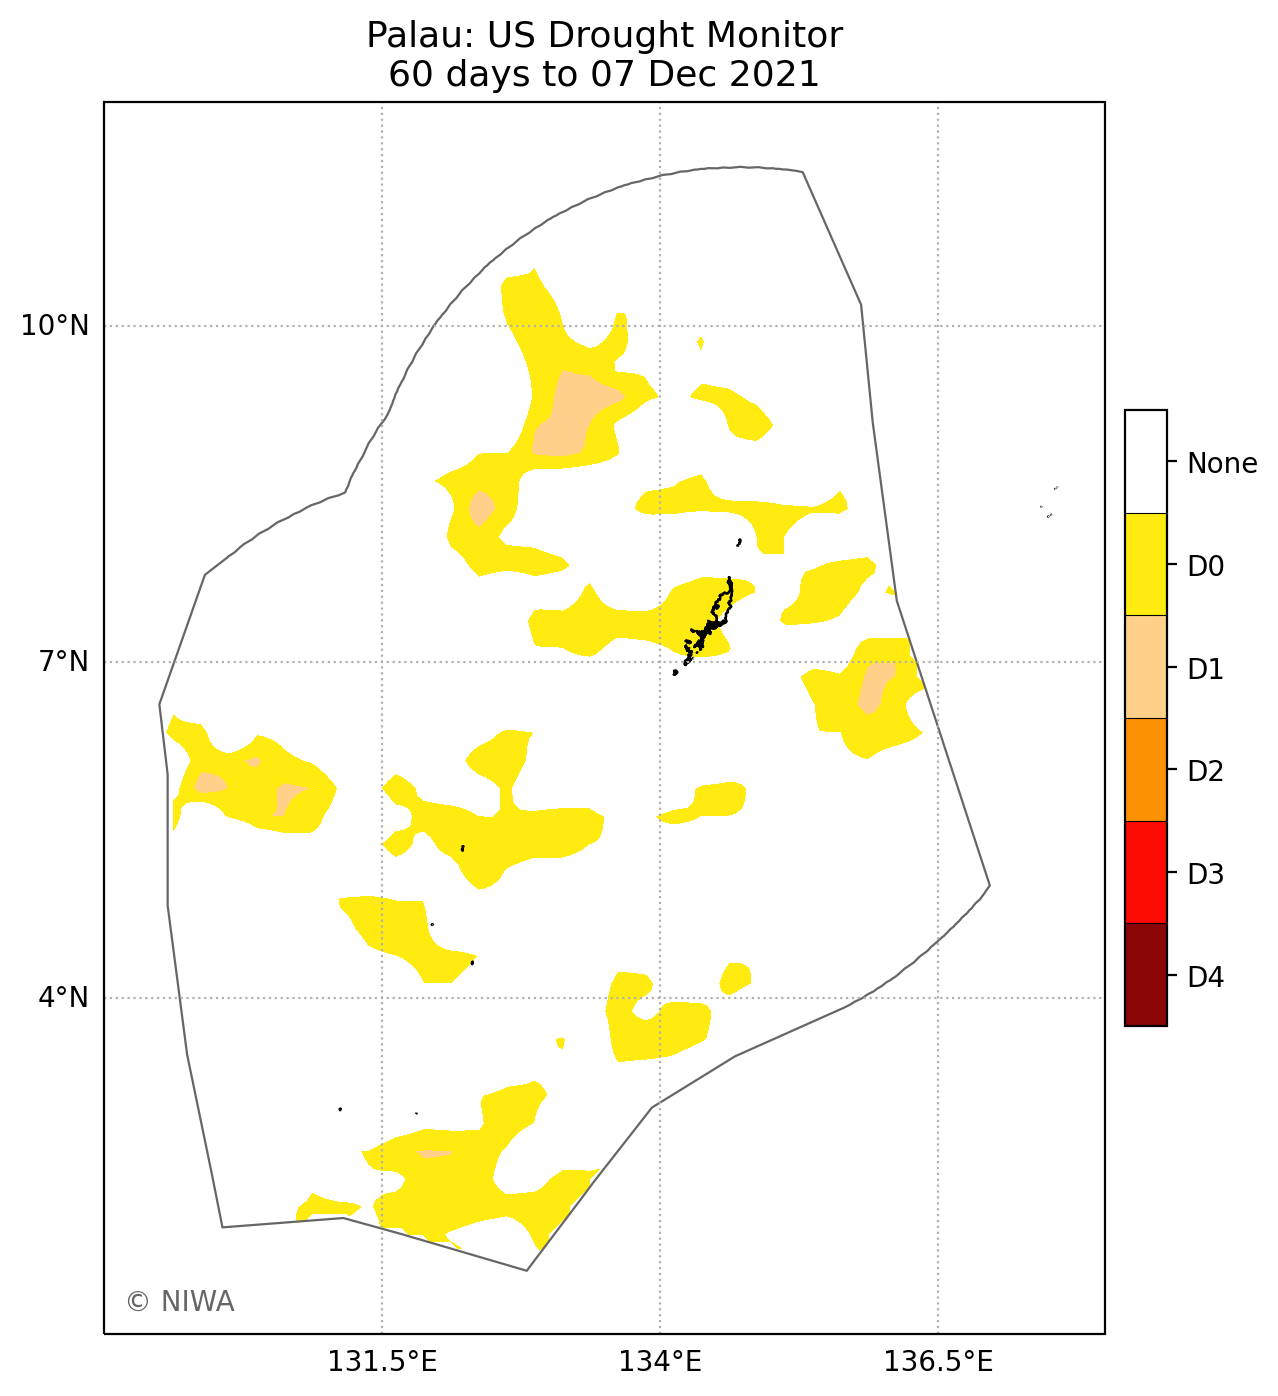 Palau: US Drought Monitor
60 days to 07 Dec 2021
10°N
7°N
4°N
131.5°E
134°E
136.5°E
None
D0
D1
D2
D3
D4
© NIWA